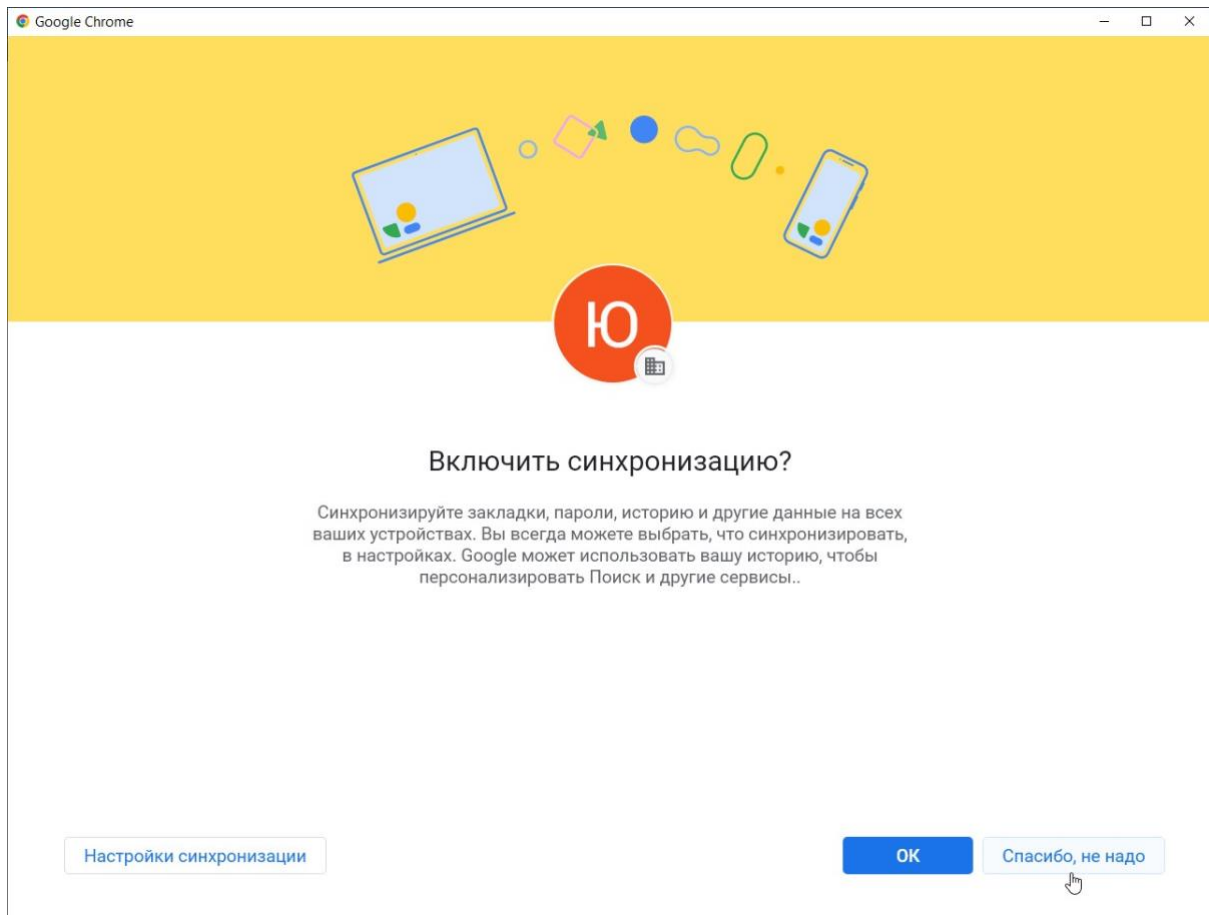 Google Chrome
Ю
Включить синхронизацию?
Синхронизируйте закладки, пароли, историю и другие данные на всех
ваших устройствах. Вы всегда можете выбрать, что синхронизировать,
в настройках. Google может использовать вашу историю, чтобы
персонализировать Поиск и другие сервисы..
Настройки синхронизации
ОК
Спасибо, не надо